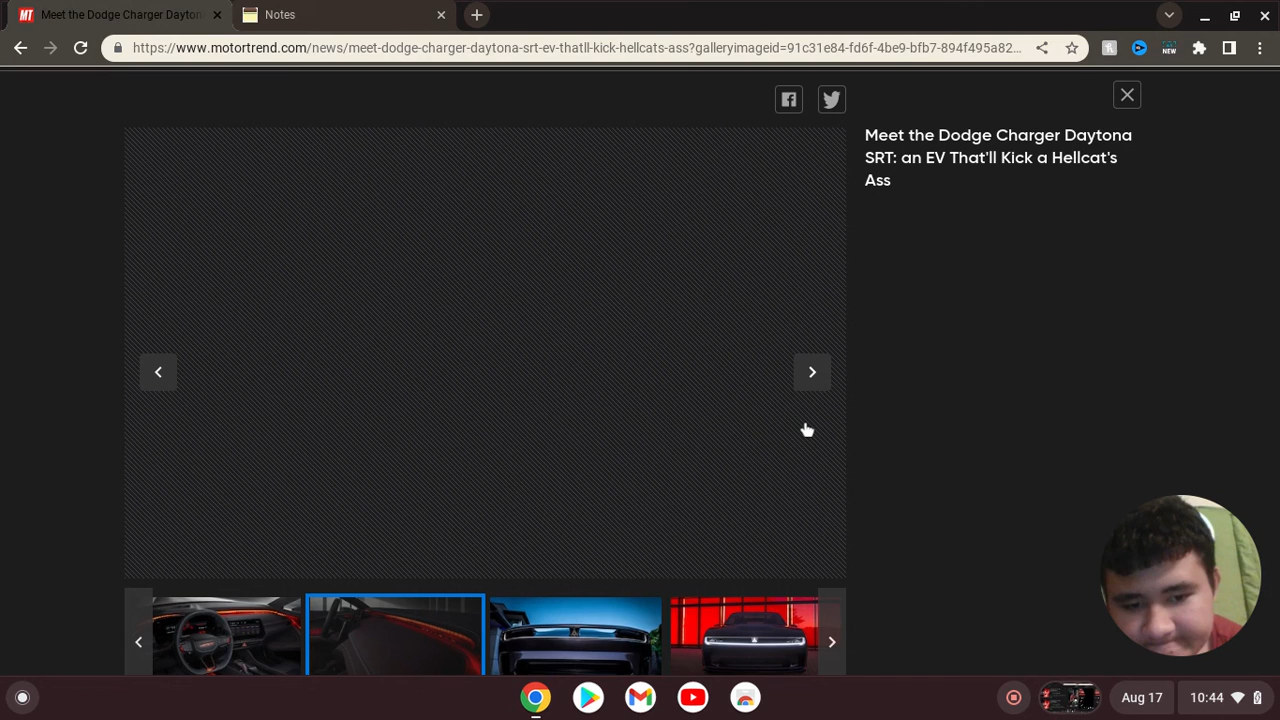 MT Meet the Dodge Charger Dayton
Notes
https://www.motortrend.com/news/meet-dodge-charger-daytona-srt-ev-thatll-kick-hellcats-ass?galleryimageid=91c31e84-fd6f-4be9-bfb7-894f495a82...
NEW
Meet the Dodge Charger Daytona
SRT: an EV That'll Kick a Hellcat's
Ass
Aug 17
10:44